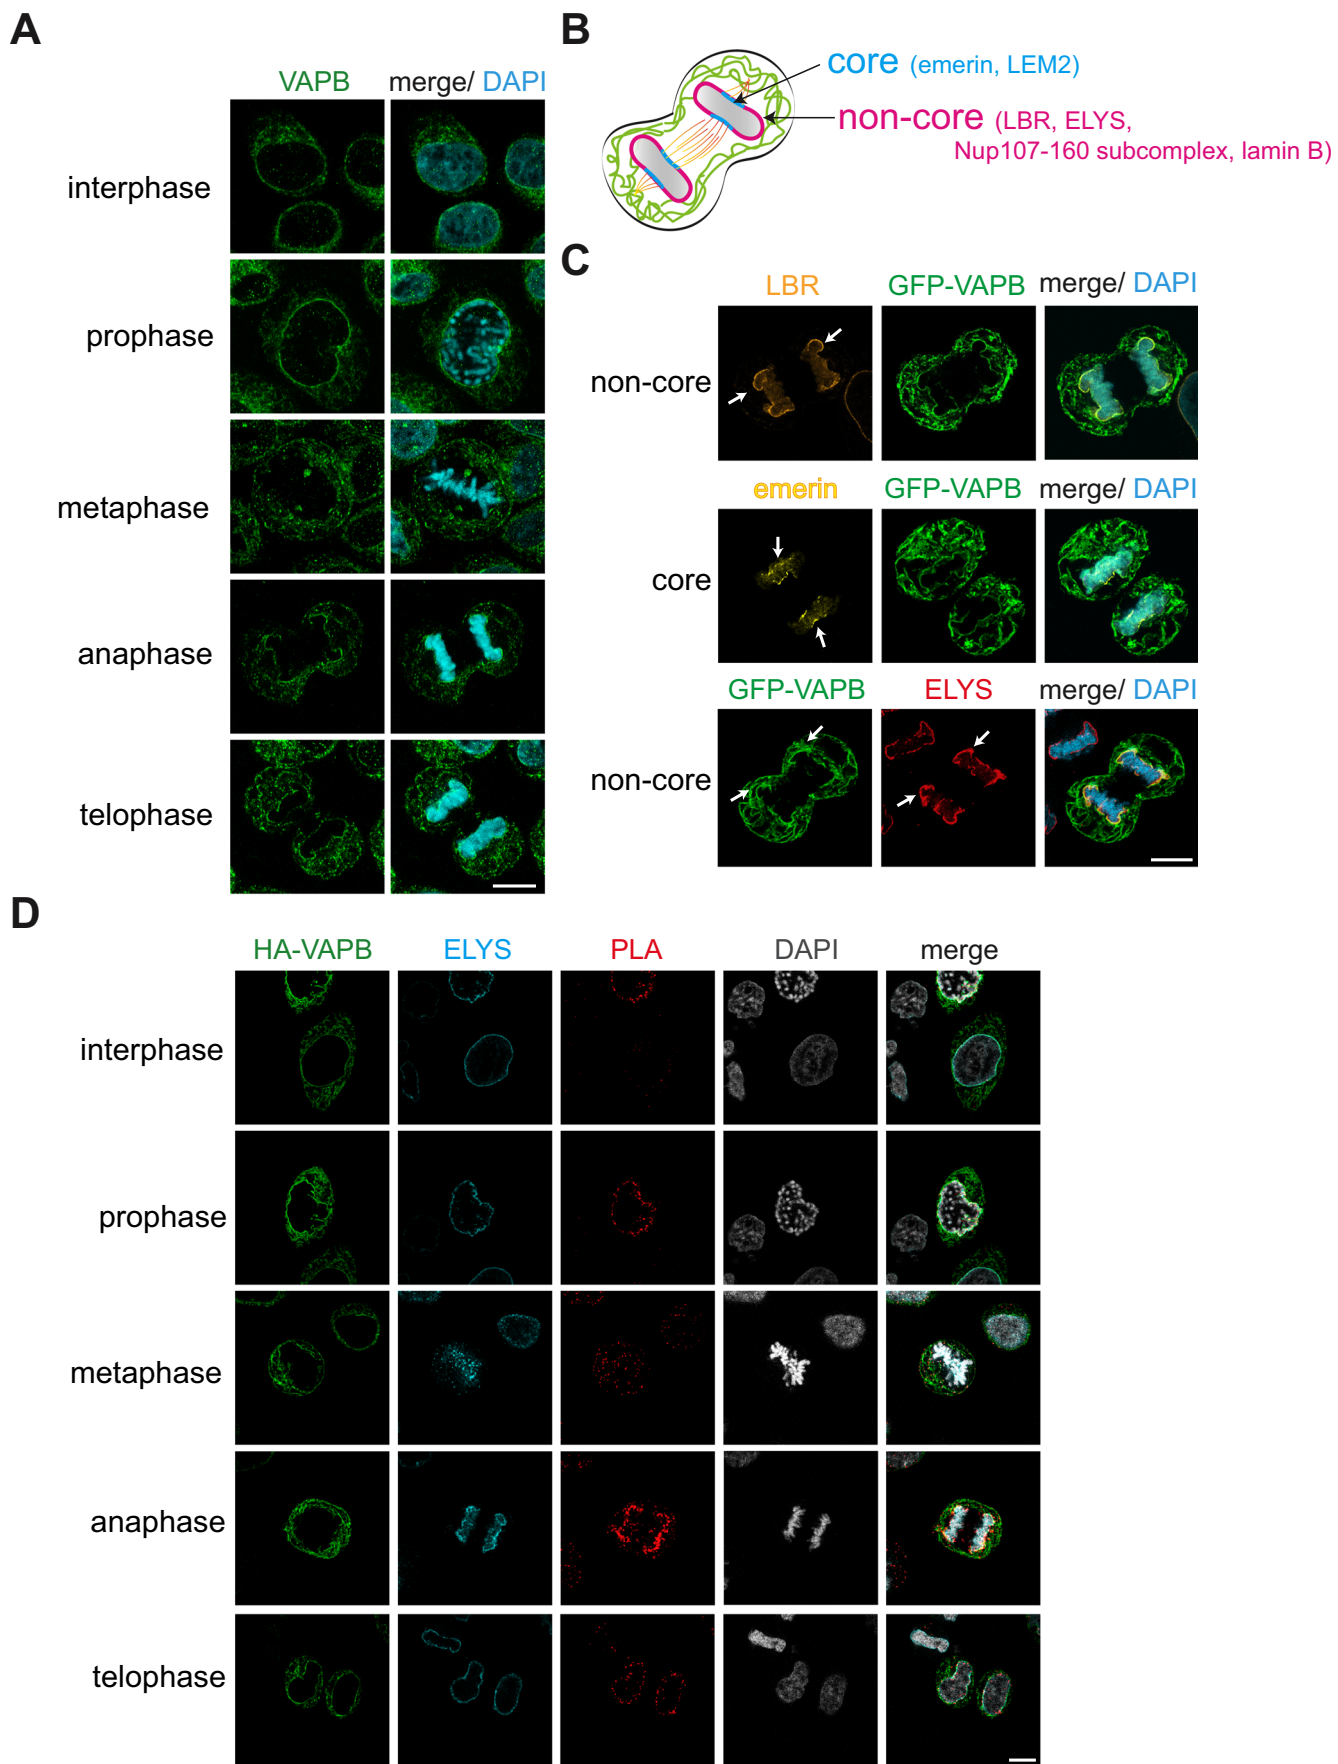 A
VAPB merge/ DAPI
interphase
prophase
metaphase
anaphase
telophase
B
core (emerin, LEM2)
non-core (LBR, ELYS,
Nup107-160 subcomplex, lamin B)
C
LBR GFP-VAPB merge/ DAPI
non-core
emerin GFP-VAPB merge/ DAPI
core
GFP-VAPB ELYS merge/ DAPI
non-core
D
HA-VAPB ELYS PLA DAPI merge
interphase
prophase
metaphase
anaphase
telophase